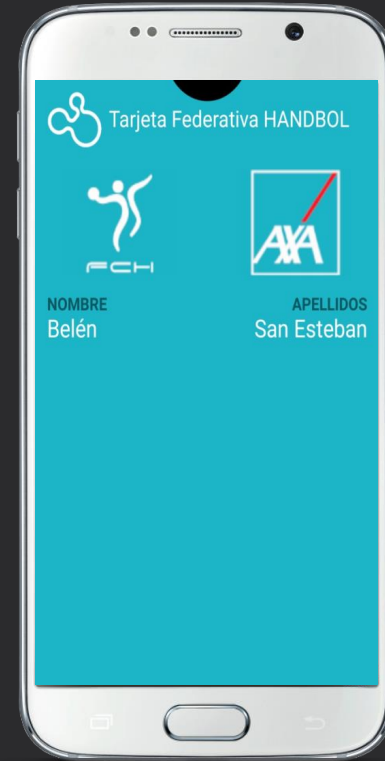 Tarjeta Federativa HANDBOL
FCH
AXA
NOMBRE
APELLIDOS
Belén
San Esteban